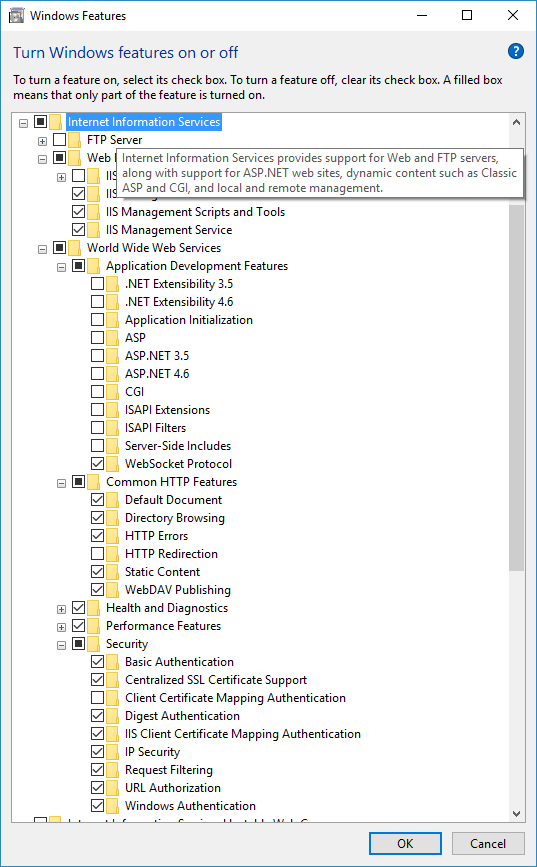 Windows Features
Turn Windows features on or off
To turn a feature on, select its check box. To turn a feature off, clear its check box. A filled box
means that only part of the feature is turned on.
Internet Information Services
FTP Server
Web
Internet Information Services provides support for Web and FTP servers,
along with support for ASP.NET web sites, dynamic content such as Classic
ASP and CGI, and local and remote management.
IIS Management Scripts and Tools
IIS Management Service
World Wide Web Services
Application Development Features
.NET Extensibility 3.5
.NET Extensibility 4.6
Application Initialization
ASP
ASP.NET 3.5
ASP.NET 4.6
CGI
ISAPI Extensions
ISAPI Filters
Server-Side Includes
WebSocket Protocol
Common HTTP Features
Default Document
Directory Browsing
HTTP Errors
HTTP Redirection
Static Content
WebDAV Publishing
Health and Diagnostics
Performance Features
Security
Basic Authentication
Centralized SSL Certificate Support
Client Certificate Mapping Authentication
Digest Authentication
IIS Client Certificate Mapping Authentication
IP Security
Request Filtering
URL Authorization
Windows Authentication
OK
Cancel